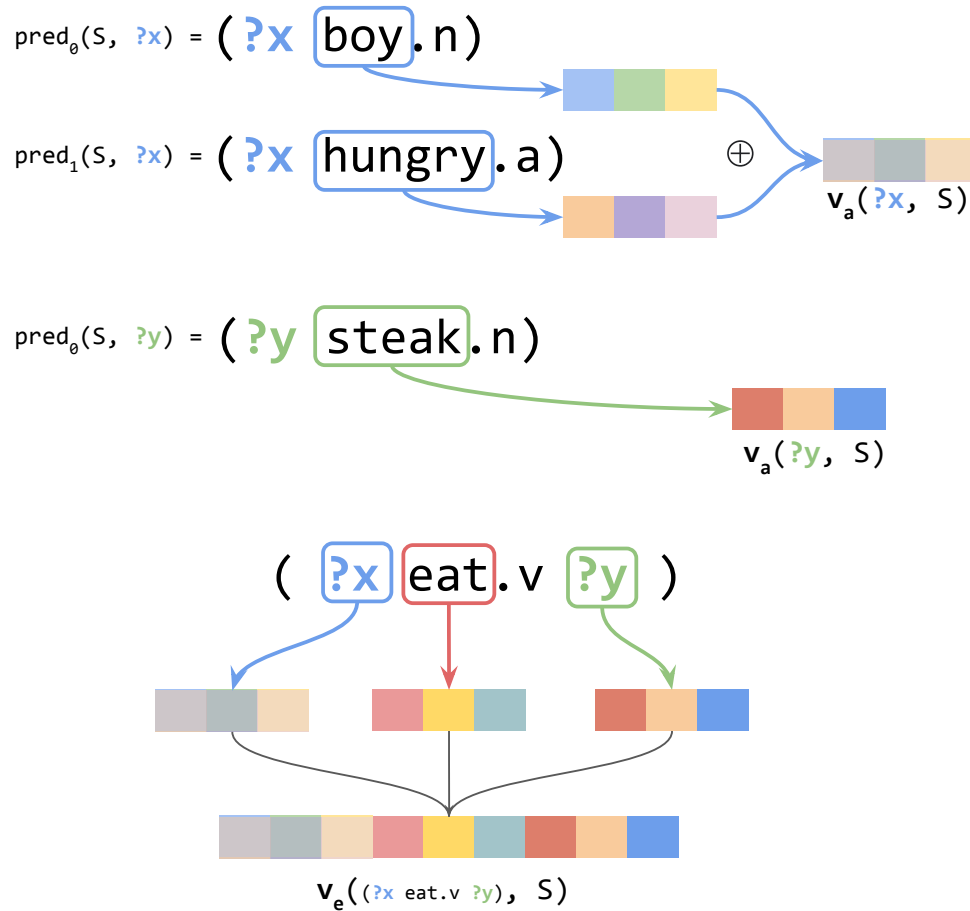 pred₀(S, ?x) = (?x boy.n)
pred₁(S, ?x) = (?x hungry.a)
⊕
vₐ(?x, S)
pred₀(S, ?y) = (?y steak.n)
vₐ(?y, S)
( ?x eat.v ?y )
vₑ((?x eat.v ?y), S)